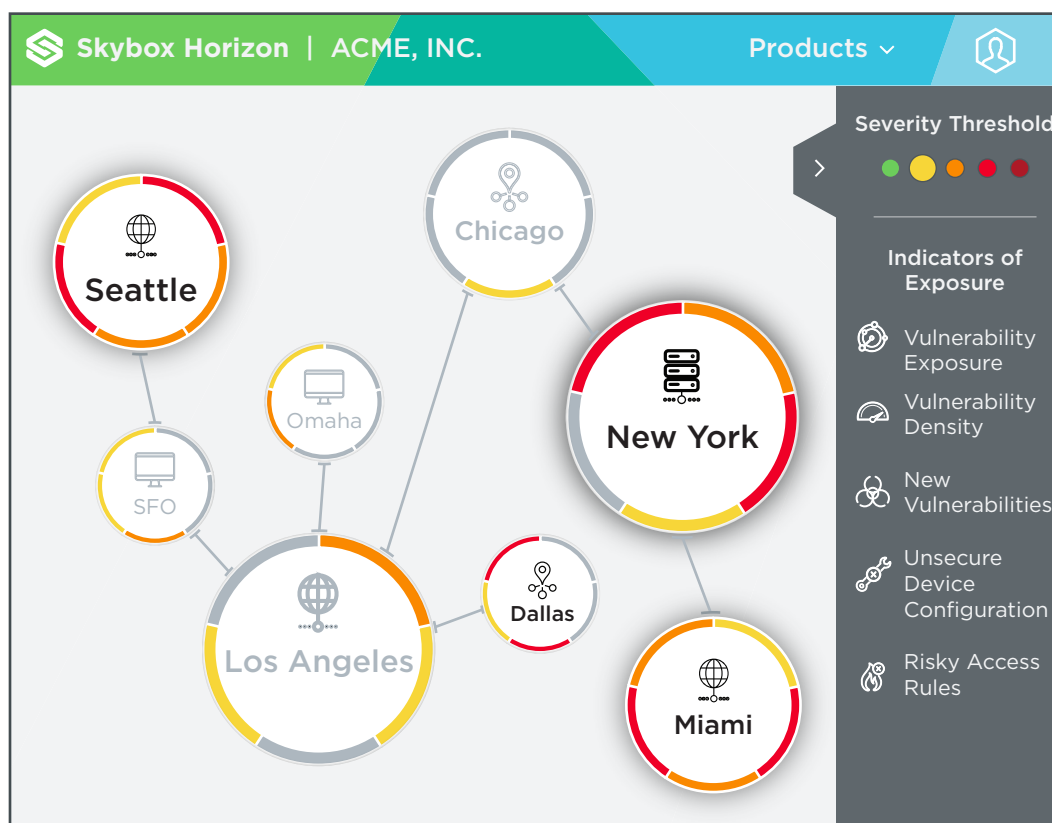 Skybox Horizon | ACME, INC.
Products
Severity Threshold
Chicago
Seattle
Indicators of
Exposure
Vulnerability
Exposure
Omaha
Vulnerability
Density
New York
SFO
New
Vulnerabilities
Unsecure
Device
Configuration
Dallas
Los Angeles
Risky Access
Rules
Miami